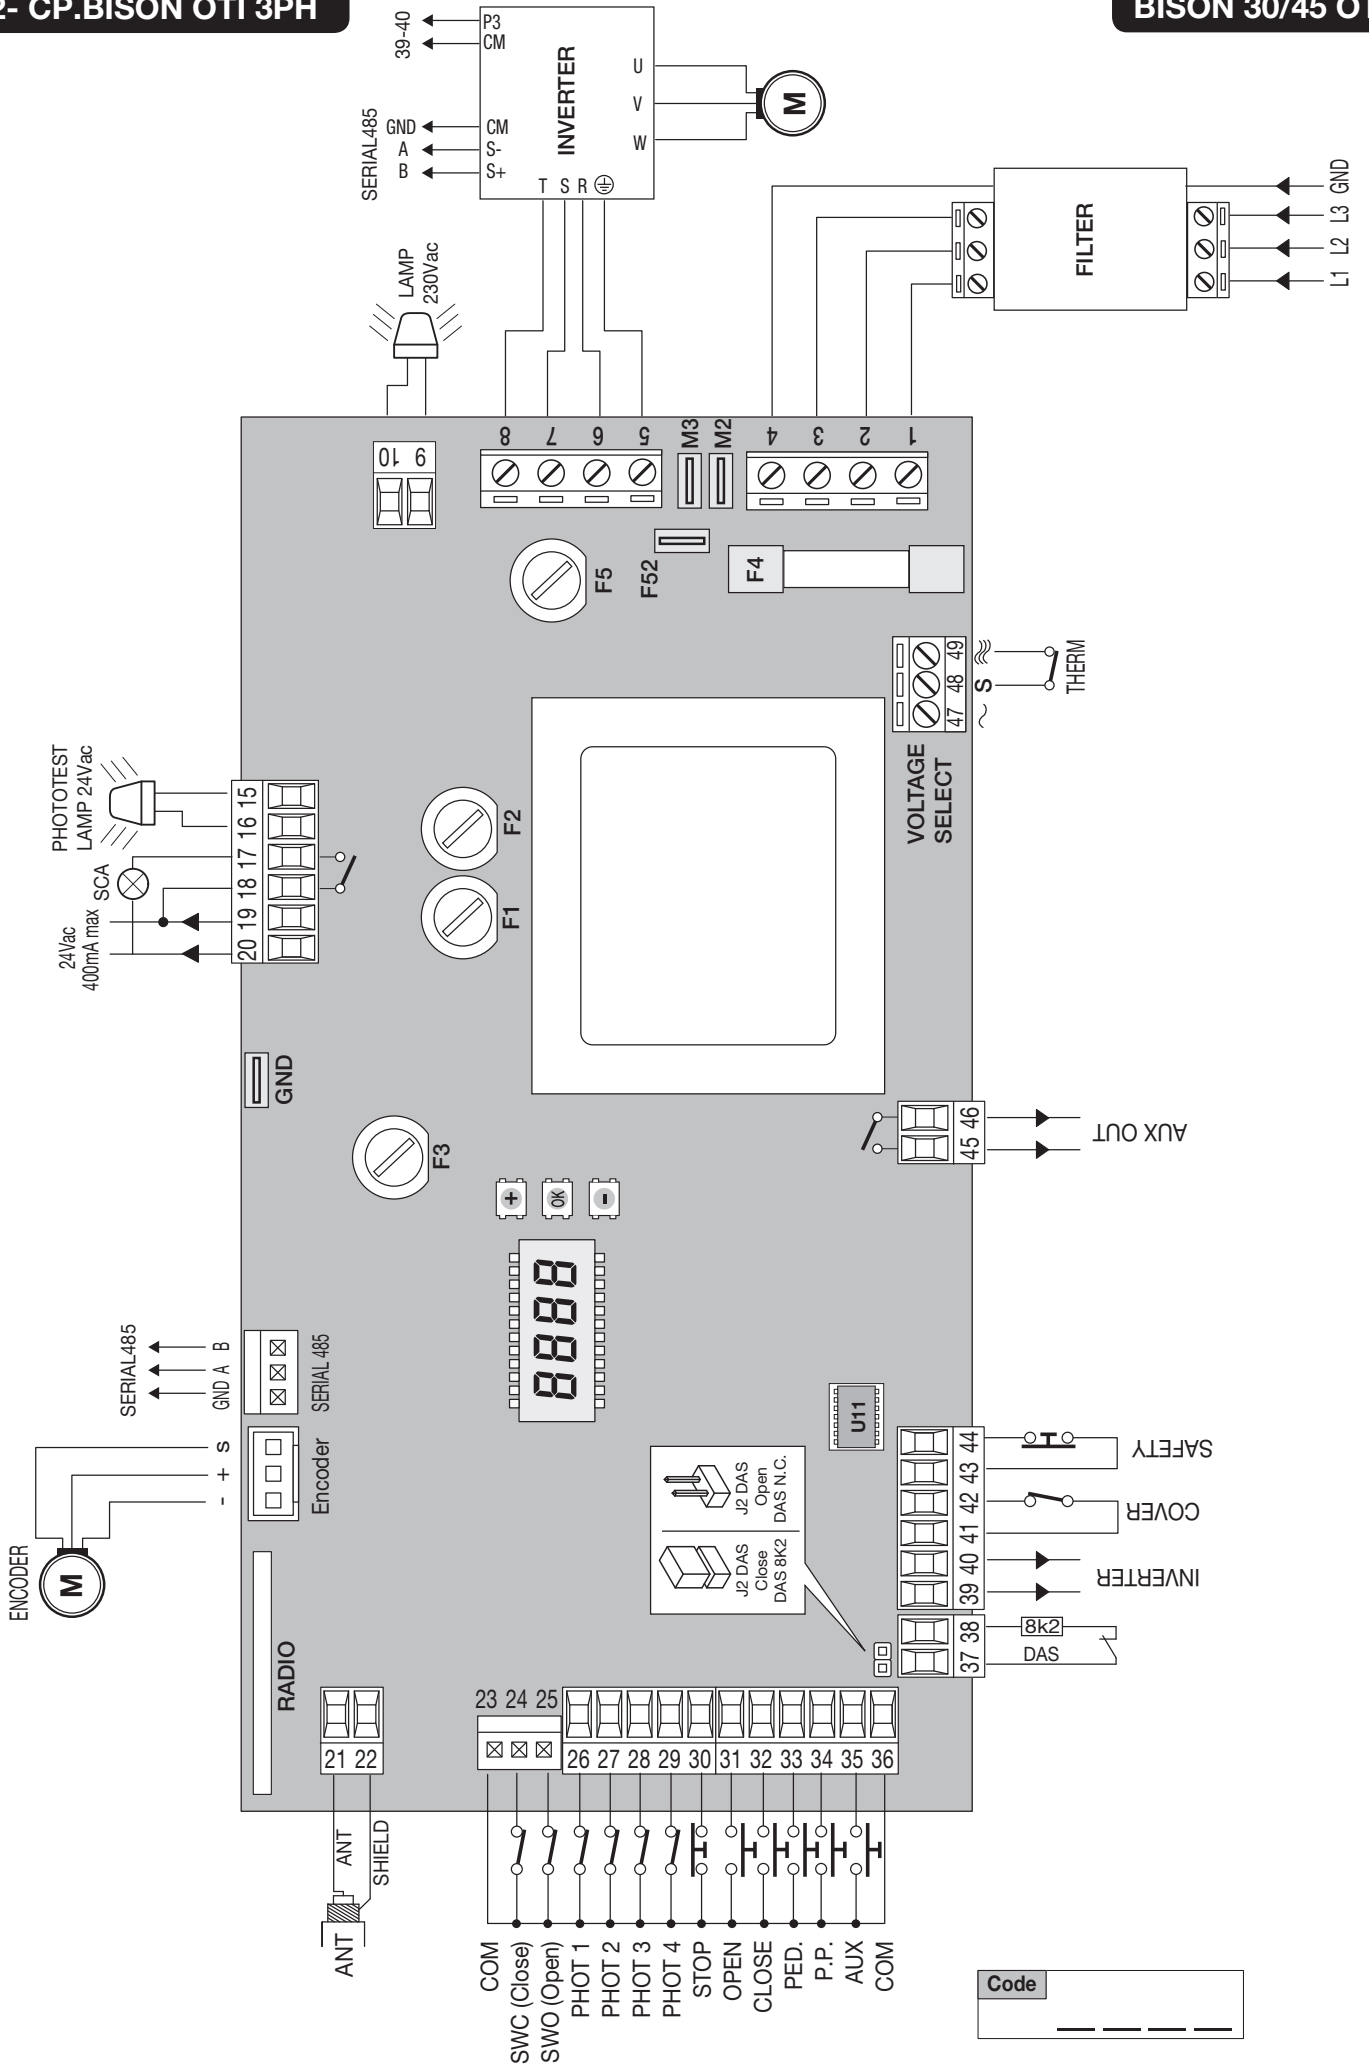 2- CP.BISON OTI 3PH
BISON 30/45 OT
39-40
P3
CM
SERIAL485
GND
A
B
CM
S-
S+
INVERTER
U
V
W
T S R
M
LAMP
230Vac
FILTER
GND
L3
L2
L1
10 9
8 7 6 5
M3
M2
4 3 2 1
F5
F52
F4
PHOTOTEST
LAMP 24Vac
SCA
24Vac
400mA max
20 19 18 17 16 15
F2
F1
VOLTAGE
SELECT
47 48 49
S
THERM
GND
F3
+
OK
-
8888
45 46
AUX OUT
SERIAL485
GND A B
SERIAL 485
ENCODER
M
- + S
Encoder
U11
J2 DAS
Close
DAS 8K2
J2 DAS
Open
DAS N.C.
39 40 41 42 43 44
SAFETY
COVER
INVERTER
37 38
8k2
DAS
RADIO
21 22
ANT
SHIELD
ANT
23 24 25
26 27 28 29 30 31 32 33 34 35 36
COM
SWC (Close)
SWO (Open)
PHOT 1
PHOT 2
PHOT 3
PHOT 4
STOP
OPEN
CLOSE
PED.
P.P.
AUX
COM
Code